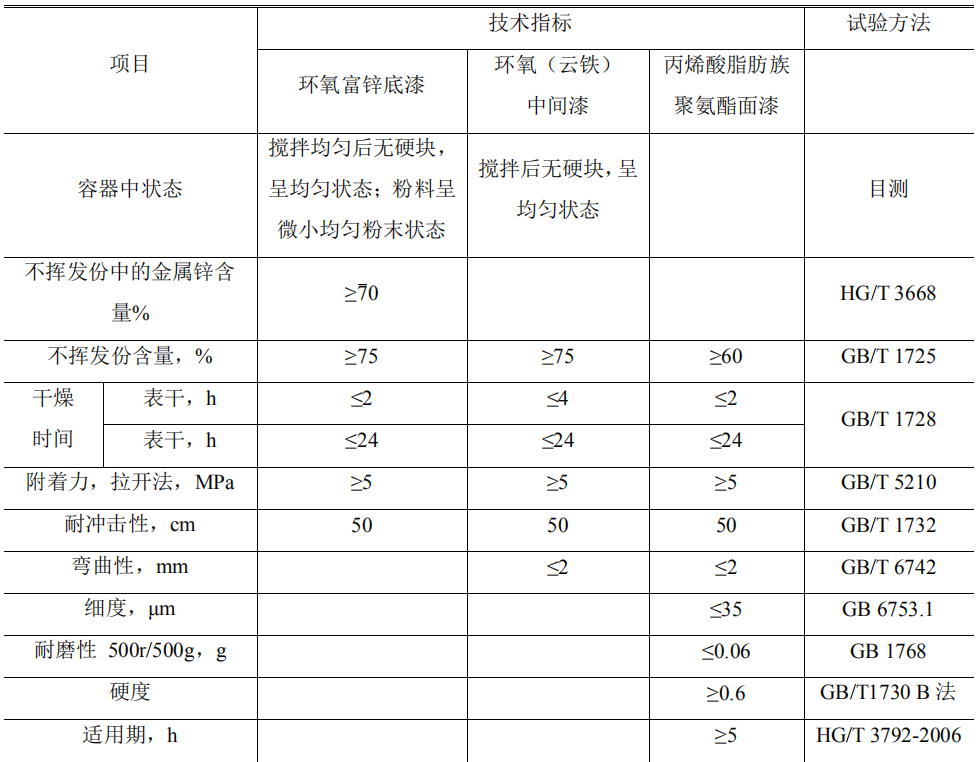 项目
技术指标
试验方法
环氧富锌底漆
环氧（云铁）
中间漆
丙烯酸脂肪族
聚氨酯面漆
容器中状态
搅拌均匀后无硬块，
呈均匀状态；粉料呈
微小均匀粉末状态
搅拌后无硬块，呈
均匀状态
目测
不挥发份中的金属锌含
量%
≥70
HG/T 3668
不挥发份含量，%
≥75
≥75
≥60
GB/T 1725
干燥
时间
表干，h
≤2
≤4
≤2
GB/T 1728
表干，h
≤24
≤24
≤24
附着力，拉开法，MPa
≥5
≥5
≥5
GB/T 5210
耐冲击性，cm
50
50
50
GB/T 1732
弯曲性，mm
≤2
≤2
GB/T 6742
细度，μm
≤35
GB 6753.1
耐磨性 500r/500g，g
≤0.06
GB 1768
硬度
≥0.6
GB/T1730 B 法
适用期，h
≥5
HG/T 3792-2006